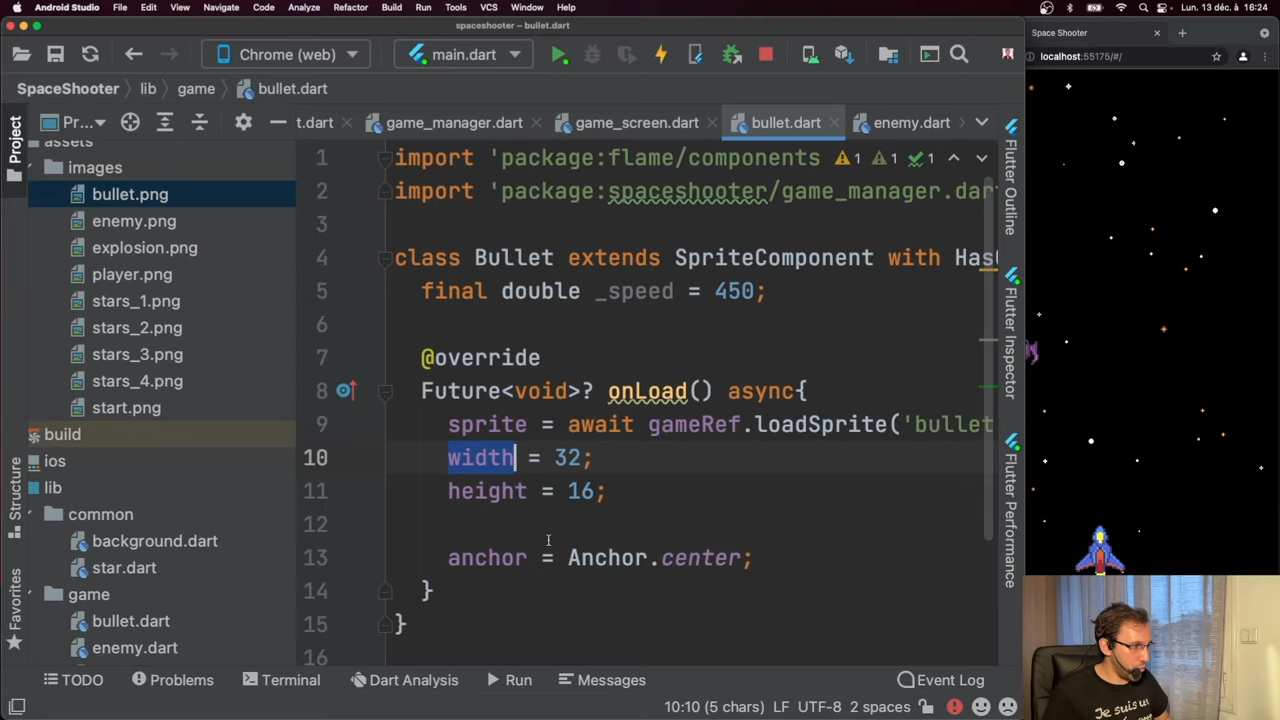 Android Studio File Edit View Navigate Code Analyze Refactor Build Run Tools VCS Window Help Lun. 13 déc. à 16:24
spaceshooter – bullet.dart
Space Shooter
Chrome (web) main.dart
localhost:55175/#/
SpaceShooter lib game bullet.dart
Project
Pr... t.dart game_manager.dart game_screen.dart bullet.dart enemy.dart
assets
images
bullet.png
enemy.png
explosion.png
player.png
stars_1.png
stars_2.png
stars_3.png
stars_4.png
start.png
build
ios
lib
common
background.dart
star.dart
game
bullet.dart
enemy.dart
Structure
Favorites
1 import 'package:flame/components 1 1 1
2 import 'package:spaceshooter/game_manager.dar
3
4 class Bullet extends SpriteComponent with Has
5 final double _speed = 450;
6
7 @override
8 Future<void>? onLoad() async{
9 sprite = await gameRef.loadSprite('bullet
10 width = 32;
11 height = 16;
12
13 anchor = Anchor.center;
14 }
15 }
16
Flutter Outline
Flutter Inspector
Flutter Performance
TODO Problems Terminal Dart Analysis Run Messages Event Log
10:10 (5 chars) LF UTF-8 2 spaces
Je suis un